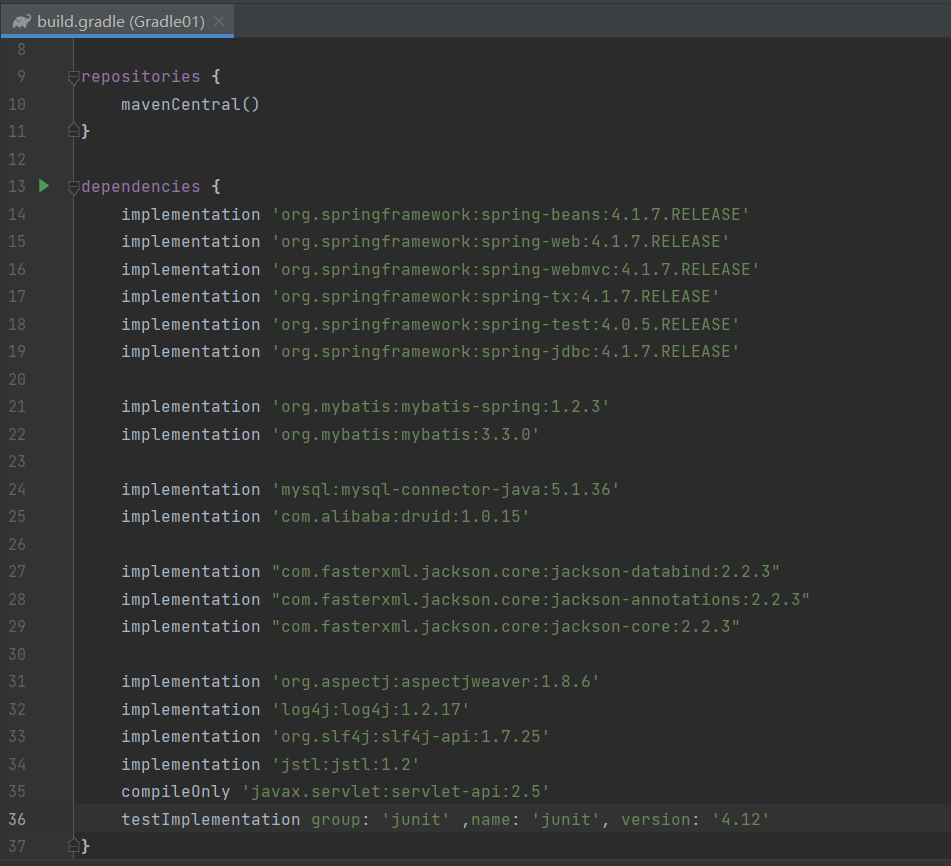 build.gradle (Gradle01)
8
9 repositories {
10 mavenCentral()
11 }
12
13 dependencies {
14 implementation 'org.springframework:spring-beans:4.1.7.RELEASE'
15 implementation 'org.springframework:spring-web:4.1.7.RELEASE'
16 implementation 'org.springframework:spring-webmvc:4.1.7.RELEASE'
17 implementation 'org.springframework:spring-tx:4.1.7.RELEASE'
18 implementation 'org.springframework:spring-test:4.0.5.RELEASE'
19 implementation 'org.springframework:spring-jdbc:4.1.7.RELEASE'
20
21 implementation 'org.mybatis:mybatis-spring:1.2.3'
22 implementation 'org.mybatis:mybatis:3.3.0'
23
24 implementation 'mysql:mysql-connector-java:5.1.36'
25 implementation 'com.alibaba:druid:1.0.15'
26
27 implementation "com.fasterxml.jackson.core:jackson-databind:2.2.3"
28 implementation "com.fasterxml.jackson.core:jackson-annotations:2.2.3"
29 implementation "com.fasterxml.jackson.core:jackson-core:2.2.3"
30
31 implementation 'org.aspectj:aspectjweaver:1.8.6'
32 implementation 'log4j:log4j:1.2.17'
33 implementation 'org.slf4j:slf4j-api:1.7.25'
34 implementation 'jstl:jstl:1.2'
35 compileOnly 'javax.servlet:servlet-api:2.5'
36 testImplementation group: 'junit' ,name: 'junit', version: '4.12'
37 }